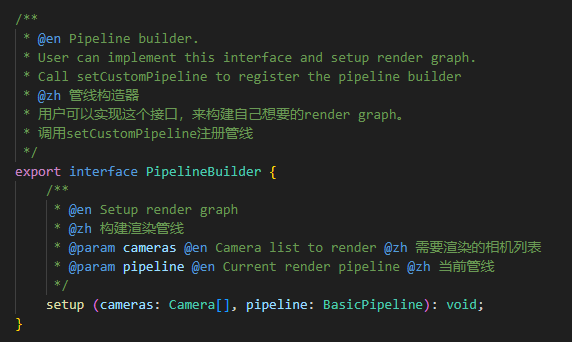 /**
 * @en Pipeline builder.
 * User can implement this interface and setup render graph.
 * Call setCustomPipeline to register the pipeline builder
 * @zh 管线构造器
 * 用户可以实现这个接口，来构建自己想要的render graph。
 * 调用setCustomPipeline注册管线
 */
export interface PipelineBuilder {
    /**
     * @en Setup render graph
     * @zh 构建渲染管线
     * @param cameras @en Camera list to render @zh 需要渲染的相机列表
     * @param pipeline @en Current render pipeline @zh 当前管线
     */
    setup (cameras: Camera[], pipeline: BasicPipeline): void;
}